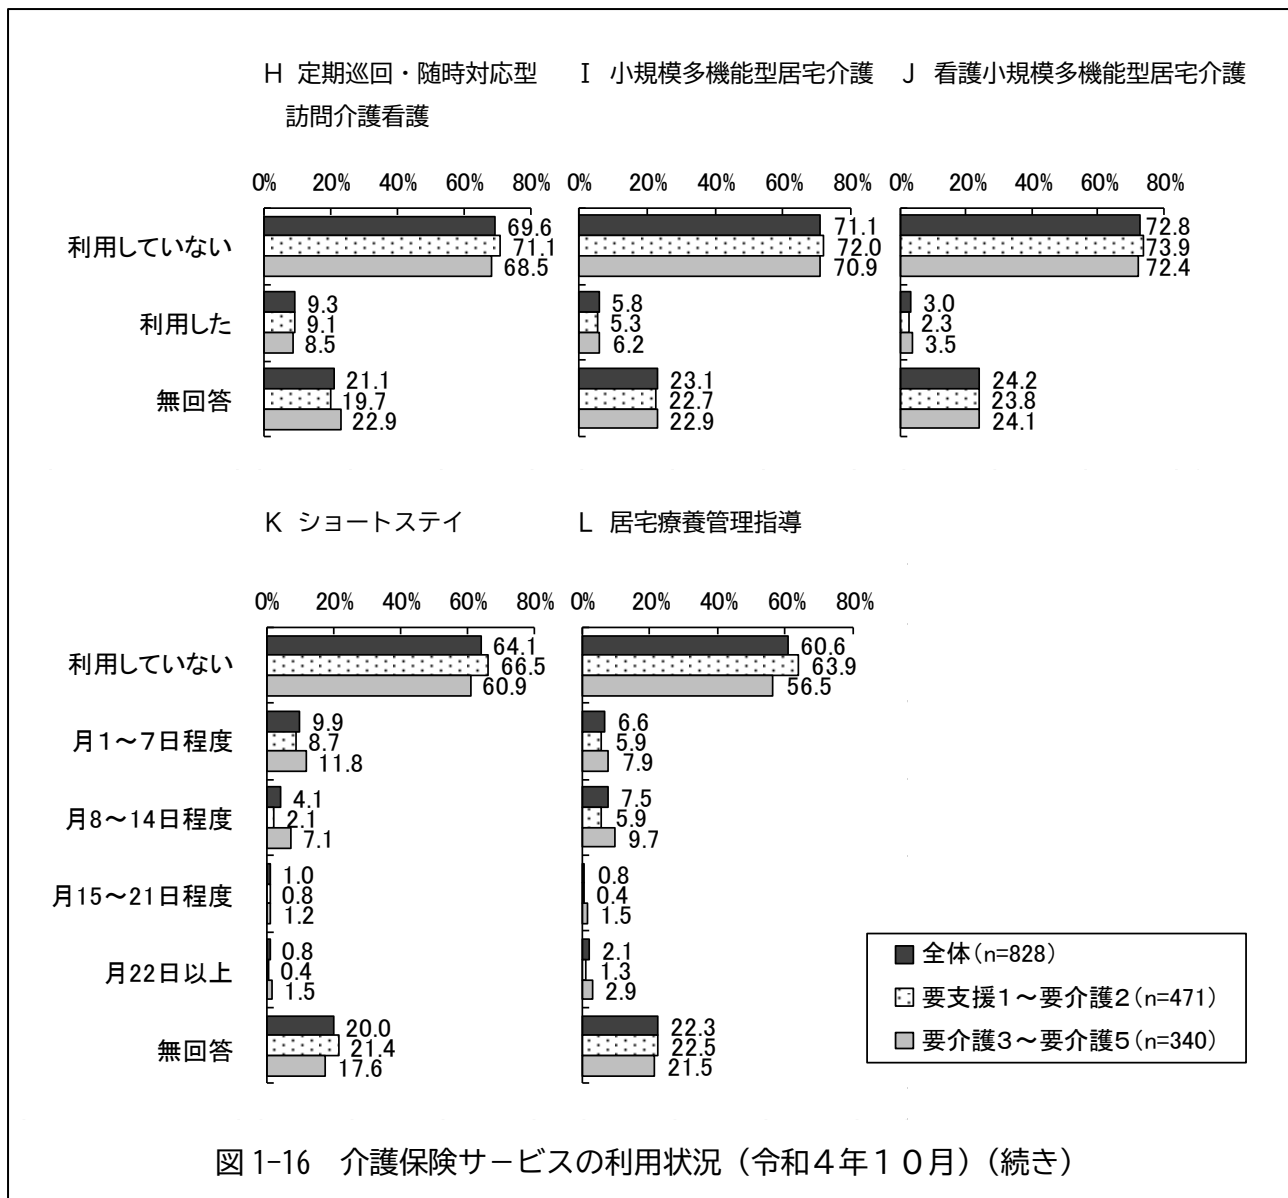 H 定期巡回・随時対応型
訪問介護看護
I 小規模多機能型居宅介護
J 看護小規模多機能型居宅介護
0% 20% 40% 60% 80%
0% 20% 40% 60% 80%
0% 20% 40% 60% 80%
利用していない
69.6
71.1
68.5
71.1
72.0
70.9
72.8
73.9
72.4
利用した
9.3
9.1
8.5
5.8
5.3
6.2
3.0
2.3
3.5
無回答
21.1
19.7
22.9
23.1
22.7
22.9
24.2
23.8
24.1
K ショートステイ
L 居宅療養管理指導
0% 20% 40% 60% 80%
0% 20% 40% 60% 80%
利用していない
64.1
66.5
60.9
60.6
63.9
56.5
月1～7日程度
9.9
8.7
11.8
6.6
5.9
7.9
月8～14日程度
4.1
2.1
7.1
7.5
5.9
9.7
月15～21日程度
1.0
0.8
1.2
0.8
0.4
1.5
月22日以上
0.8
0.4
1.5
2.1
1.3
2.9
無回答
20.0
21.4
17.6
22.3
22.5
21.5
全体(n=828)
要支援1～要介護2(n=471)
要介護3～要介護5(n=340)
図1-16 介護保険サービスの利用状況（令和４年１０月）（続き）